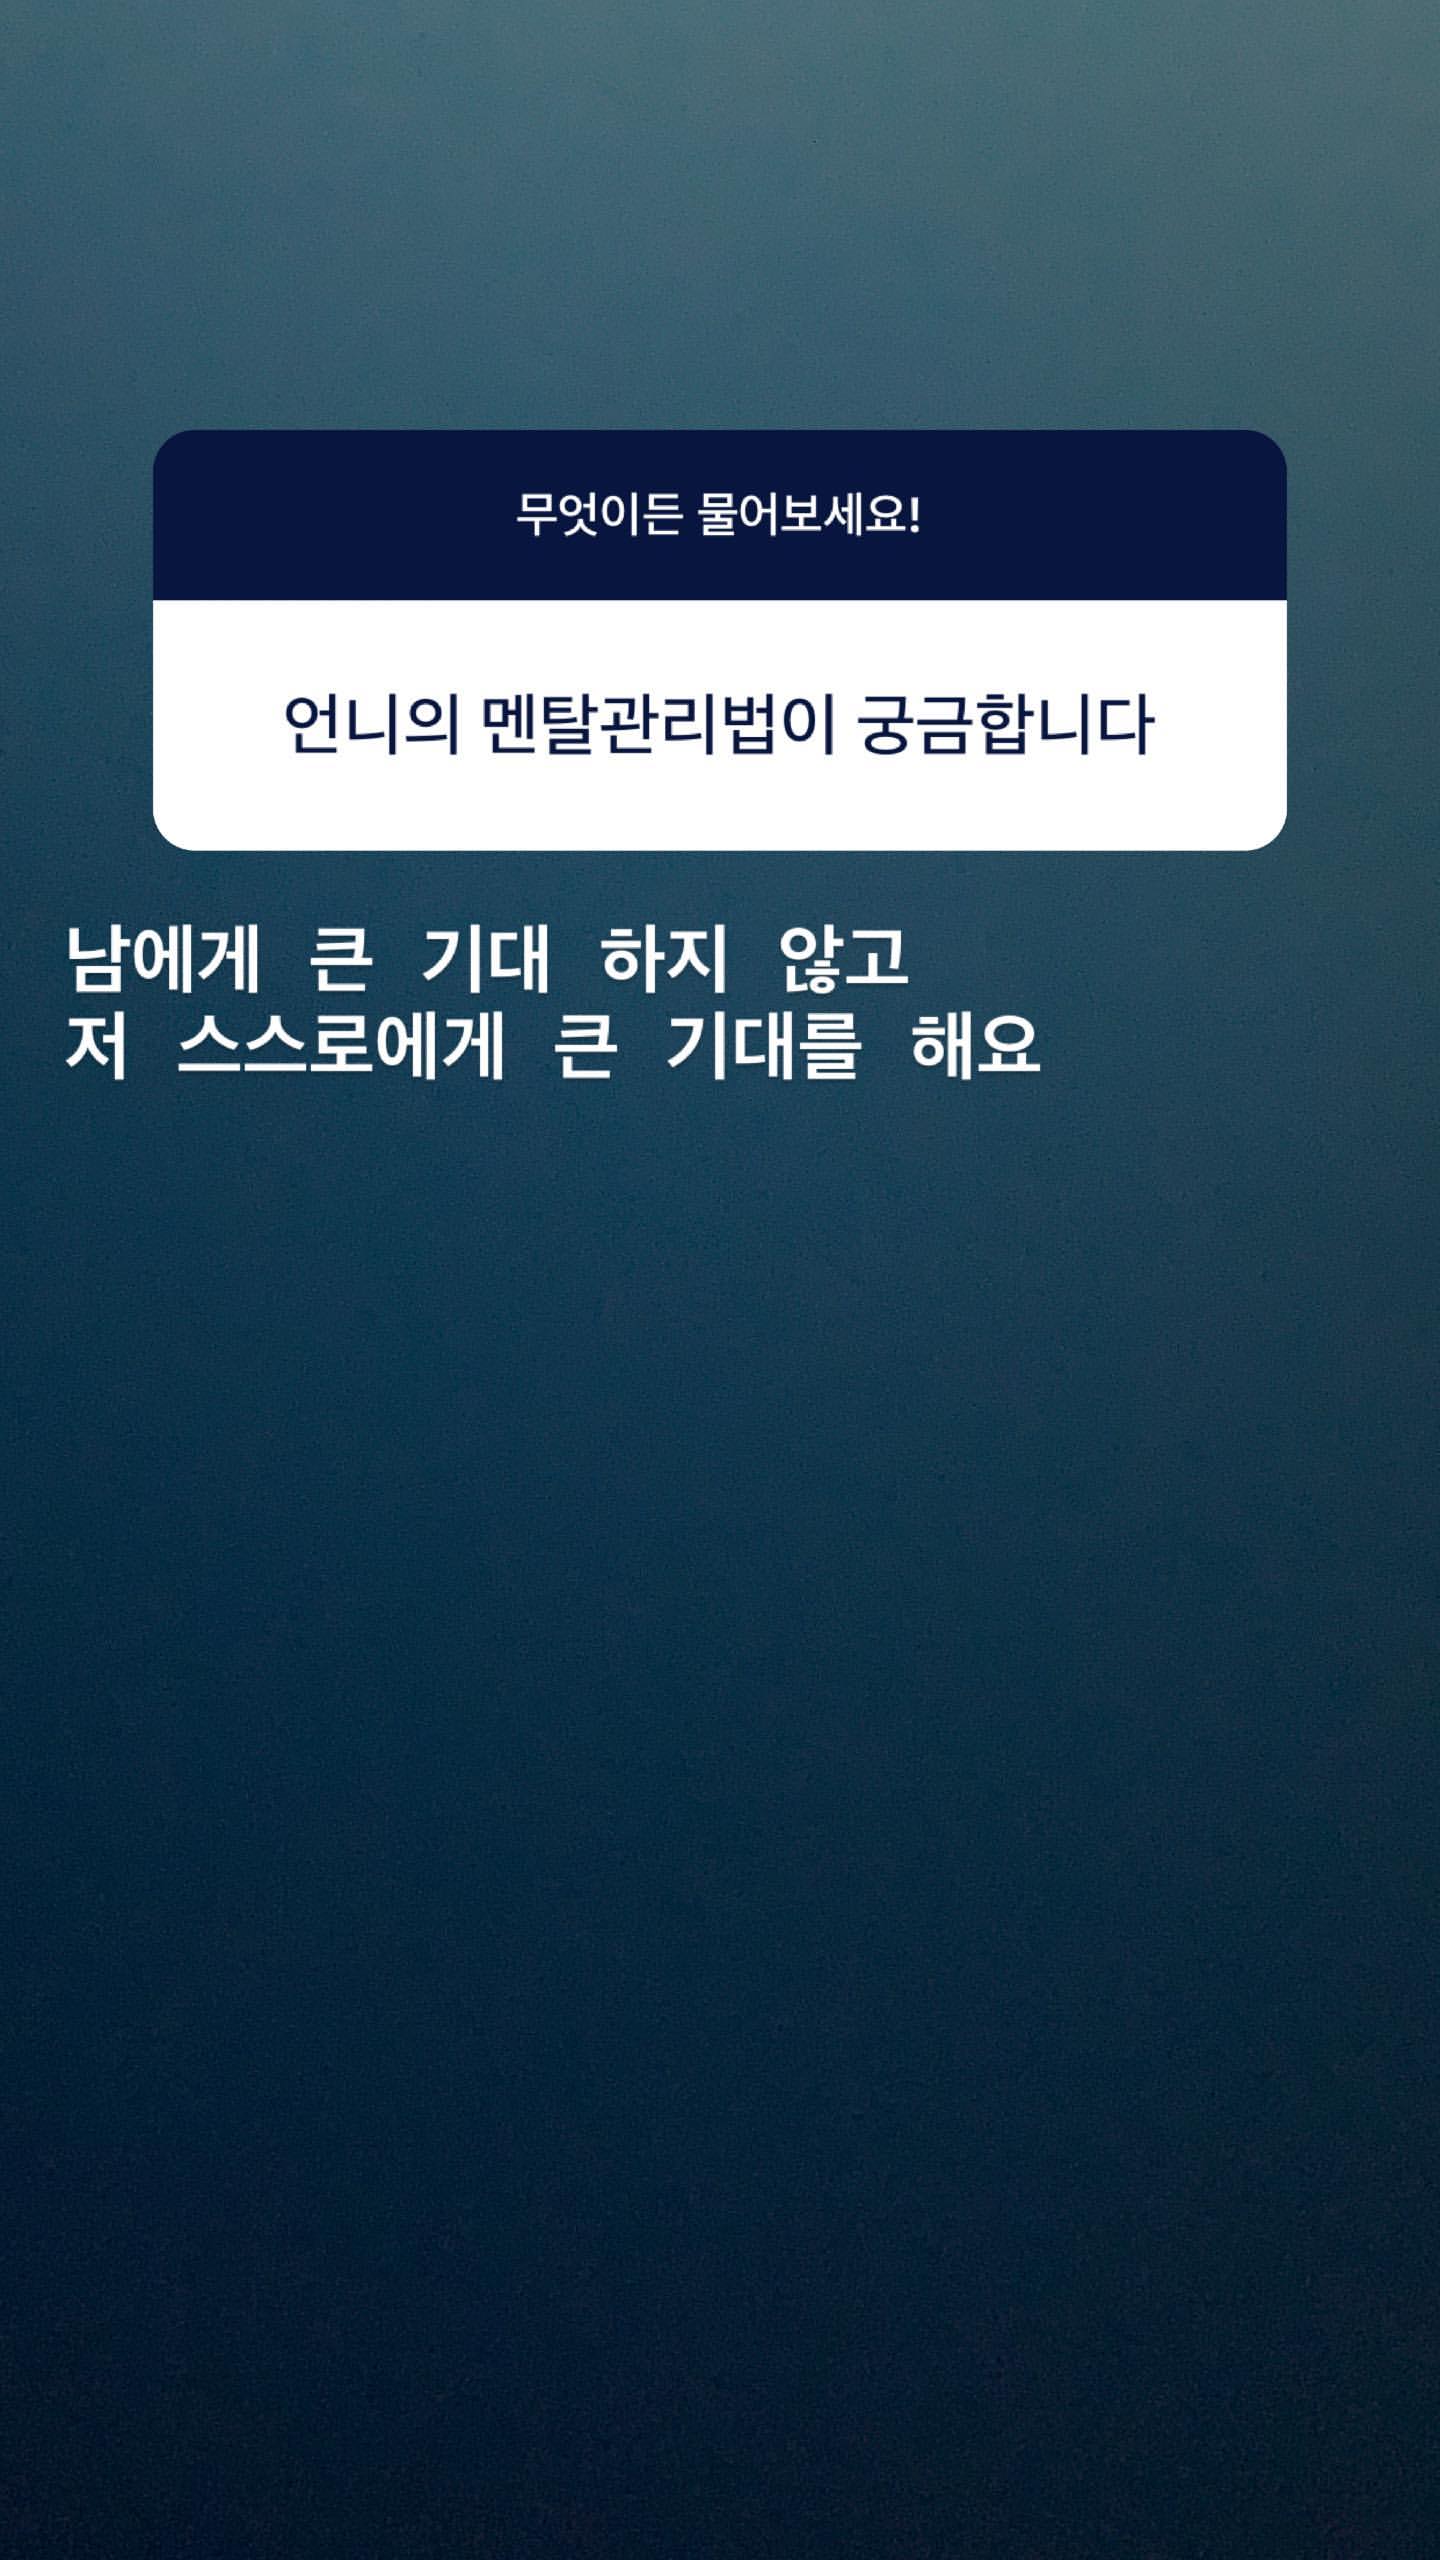 무엇이든 물어보세요!
언니의 멘탈관리법이 궁금합니다
남에게 큰 기대 하지 않고
저 스스로에게 큰 기대를 해요